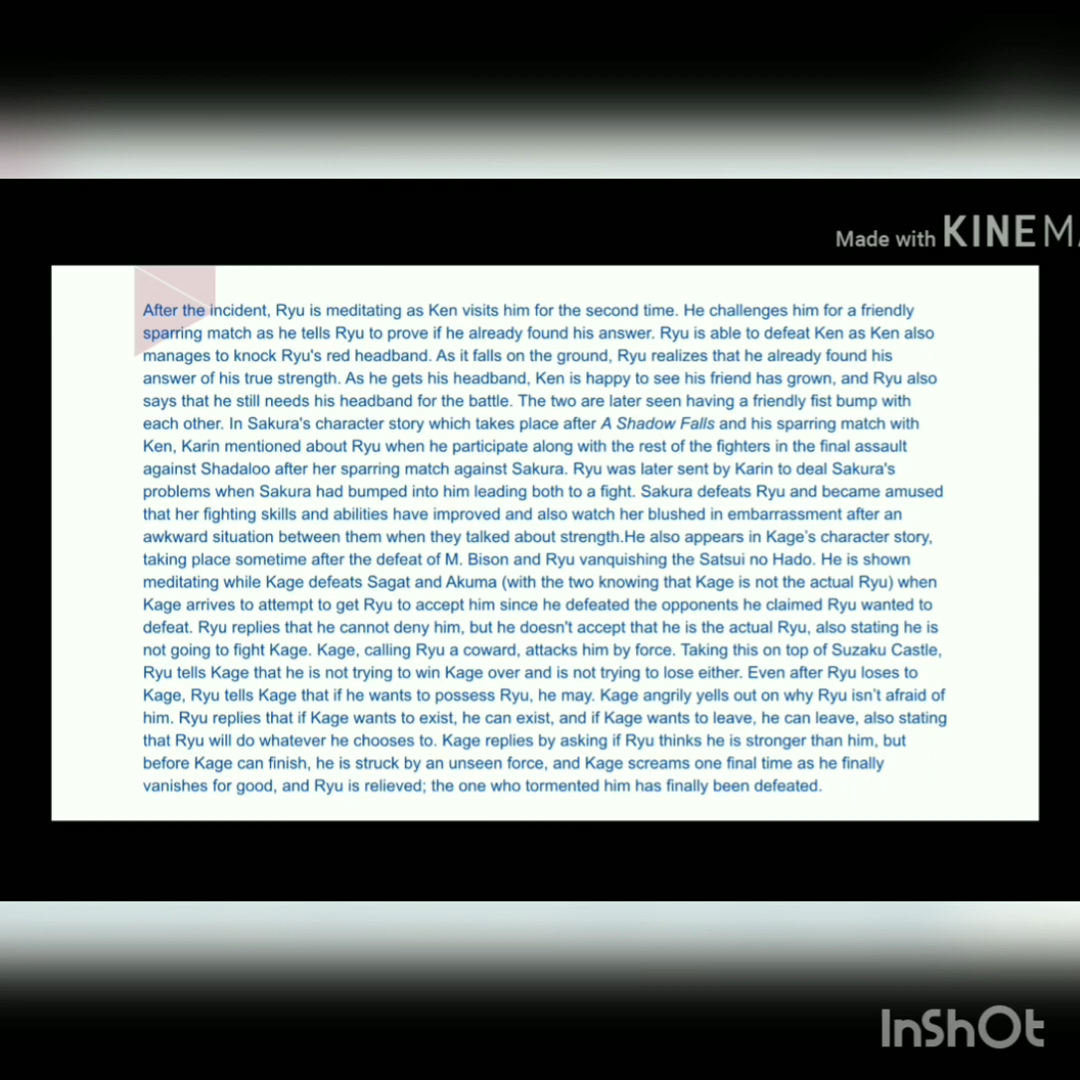 Made with KINEMA
After the incident, Ryu is meditating as Ken visits him for the second time. He challenges him for a friendly
sparring match as he tells Ryu to prove if he already found his answer. Ryu is able to defeat Ken as Ken also
manages to knock Ryu's red headband. As it falls on the ground, Ryu realizes that he already found his
answer of his true strength. As he gets his headband, Ken is happy to see his friend has grown, and Ryu also
says that he still needs his headband for the battle. The two are later seen having a friendly fist bump with
each other. In Sakura's character story which takes place after A Shadow Falls and his sparring match with
Ken, Karin mentioned about Ryu when he participate along with the rest of the fighters in the final assault
against Shadaloo after her sparring match against Sakura. Ryu was later sent by Karin to deal Sakura's
problems when Sakura had bumped into him leading both to a fight. Sakura defeats Ryu and became amused
that her fighting skills and abilities have improved and also watch her blushed in embarrassment after an
awkward situation between them when they talked about strength.He also appears in Kage's character story,
taking place sometime after the defeat of M. Bison and Ryu vanquishing the Satsui no Hado. He is shown
meditating while Kage defeats Sagat and Akuma (with the two knowing that Kage is not the actual Ryu) when
Kage arrives to attempt to get Ryu to accept him since he defeated the opponents he claimed Ryu wanted to
defeat. Ryu replies that he cannot deny him, but he doesn't accept that he is the actual Ryu, also stating he is
not going to fight Kage. Kage, calling Ryu a coward, attacks him by force. Taking this on top of Suzaku Castle,
Ryu tells Kage that he is not trying to win Kage over and is not trying to lose either. Even after Ryu loses to
Kage, Ryu tells Kage that if he wants to possess Ryu, he may. Kage angrily yells out on why Ryu isn't afraid of
him. Ryu replies that if Kage wants to exist, he can exist, and if Kage wants to leave, he can leave, also stating
that Ryu will do whatever he chooses to. Kage replies by asking if Ryu thinks he is stronger than him, but
before Kage can finish, he is struck by an unseen force, and Kage screams one final time as he finally
vanishes for good, and Ryu is relieved; the one who tormented him has finally been defeated.
InShOt